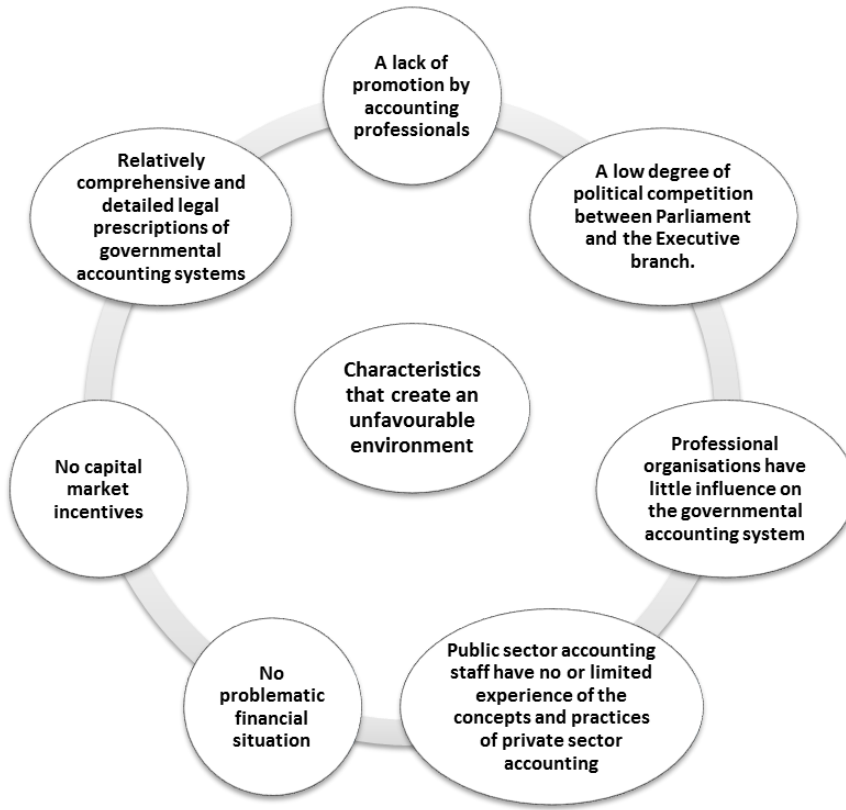 A lack of
promotion by
accounting
professionals
A low degree of
political competition
between Parliament
and the Executive
branch.
Professional
organisations have
little influence on
the governmental
accounting system
Public sector accounting
staff have no or limited
experience of the
concepts and practices
of private sector
accounting
No
problematic
financial
situation
No capital
market
incentives
Relatively
comprehensive and
detailed legal
prescriptions of
governmental
accounting systems
Characteristics
that create an
unfavourable
environment